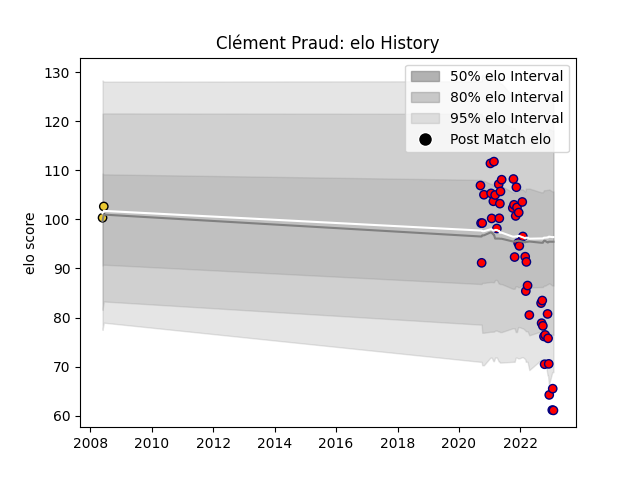 Clément Praud: elo History
50% elo Interval
80% elo Interval
95% elo Interval
Post Match elo
elo score
130
120
110
100
90
80
70
60
2008 2010 2012 2014 2016 2018 2020 2022